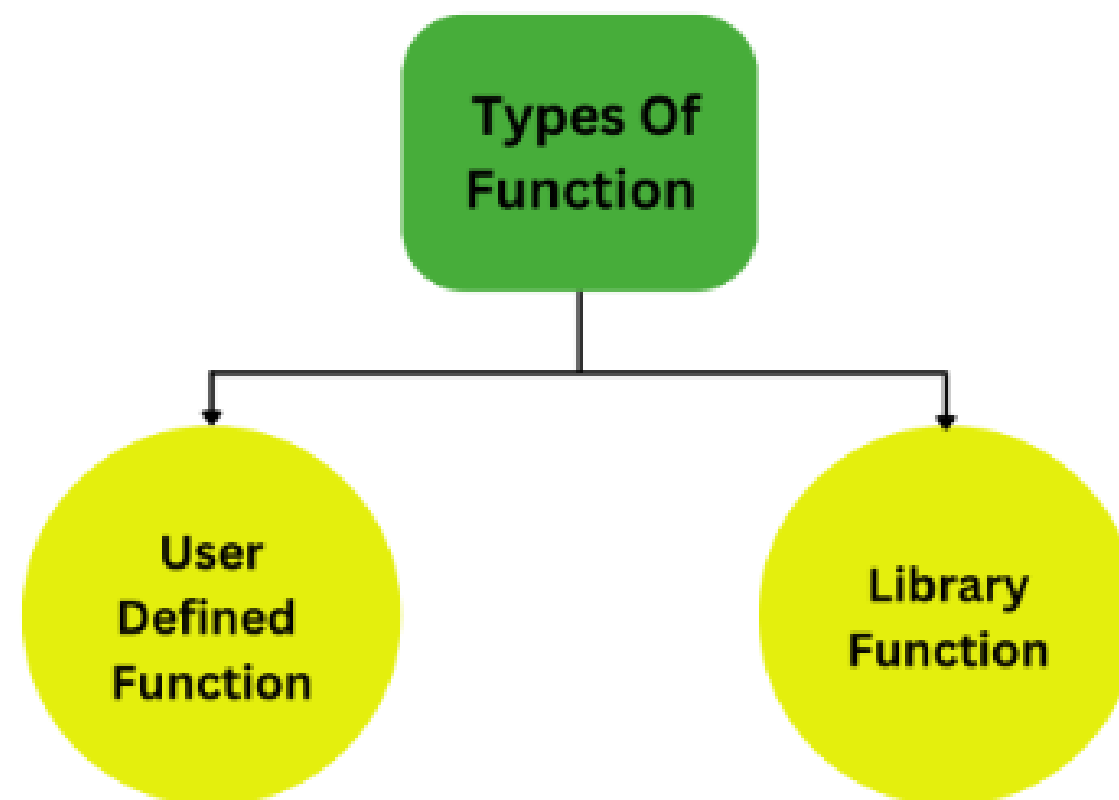 Types Of
Function
User
Defined
Function
Library
Function